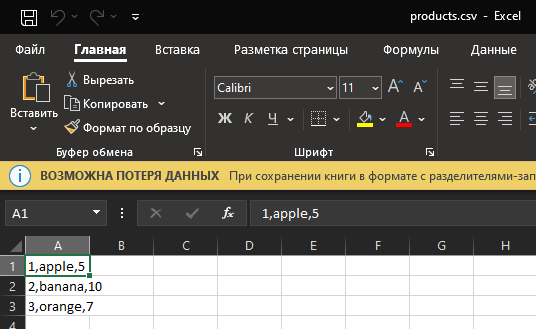 products.csv - Excel
Файл Главная Вставка Разметка страницы Формулы Данные
Вставить
Вырезать
Копировать
Формат по образцу
Буфер обмена
Calibri 11 A A
Ж К Ч A
Шрифт
ВОЗМОЖНА ПОТЕРЯ ДАННЫХ При сохранении книги в формате с разделителями-зап
A1 fx 1,apple,5
A B C D E F G H
1 1,apple,5
2 2,banana,10
3 3,orange,7
4